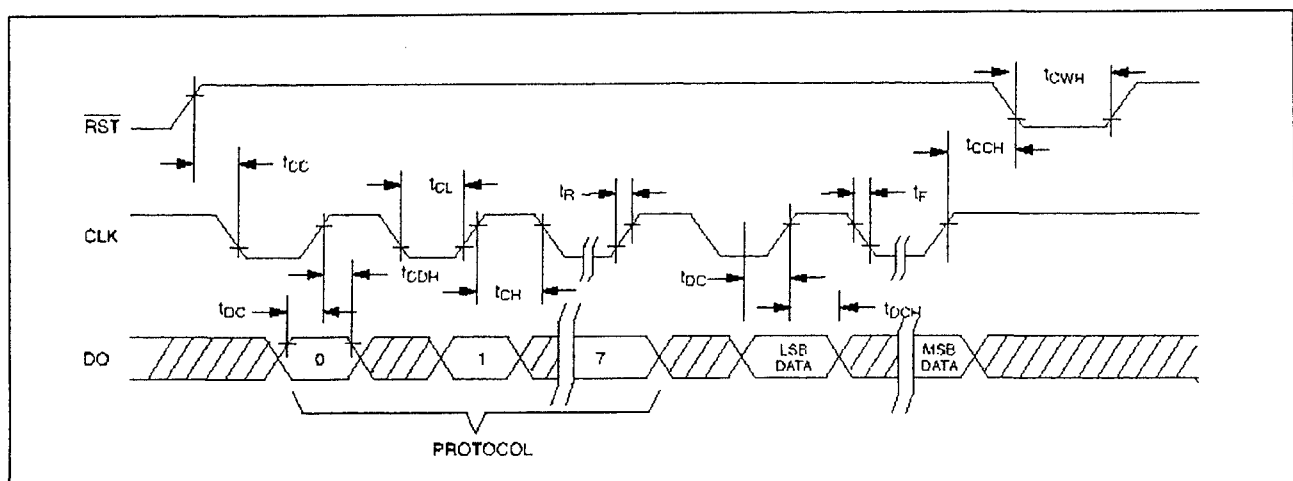 tCWH
RST
tCC
tCCH
tCL
tR
tF
CLK
tCDH
tCH
tDC
tDC
tDCH
DQ
0
1
7
LSB
DATA
MSB
DATA
PROTOCOL